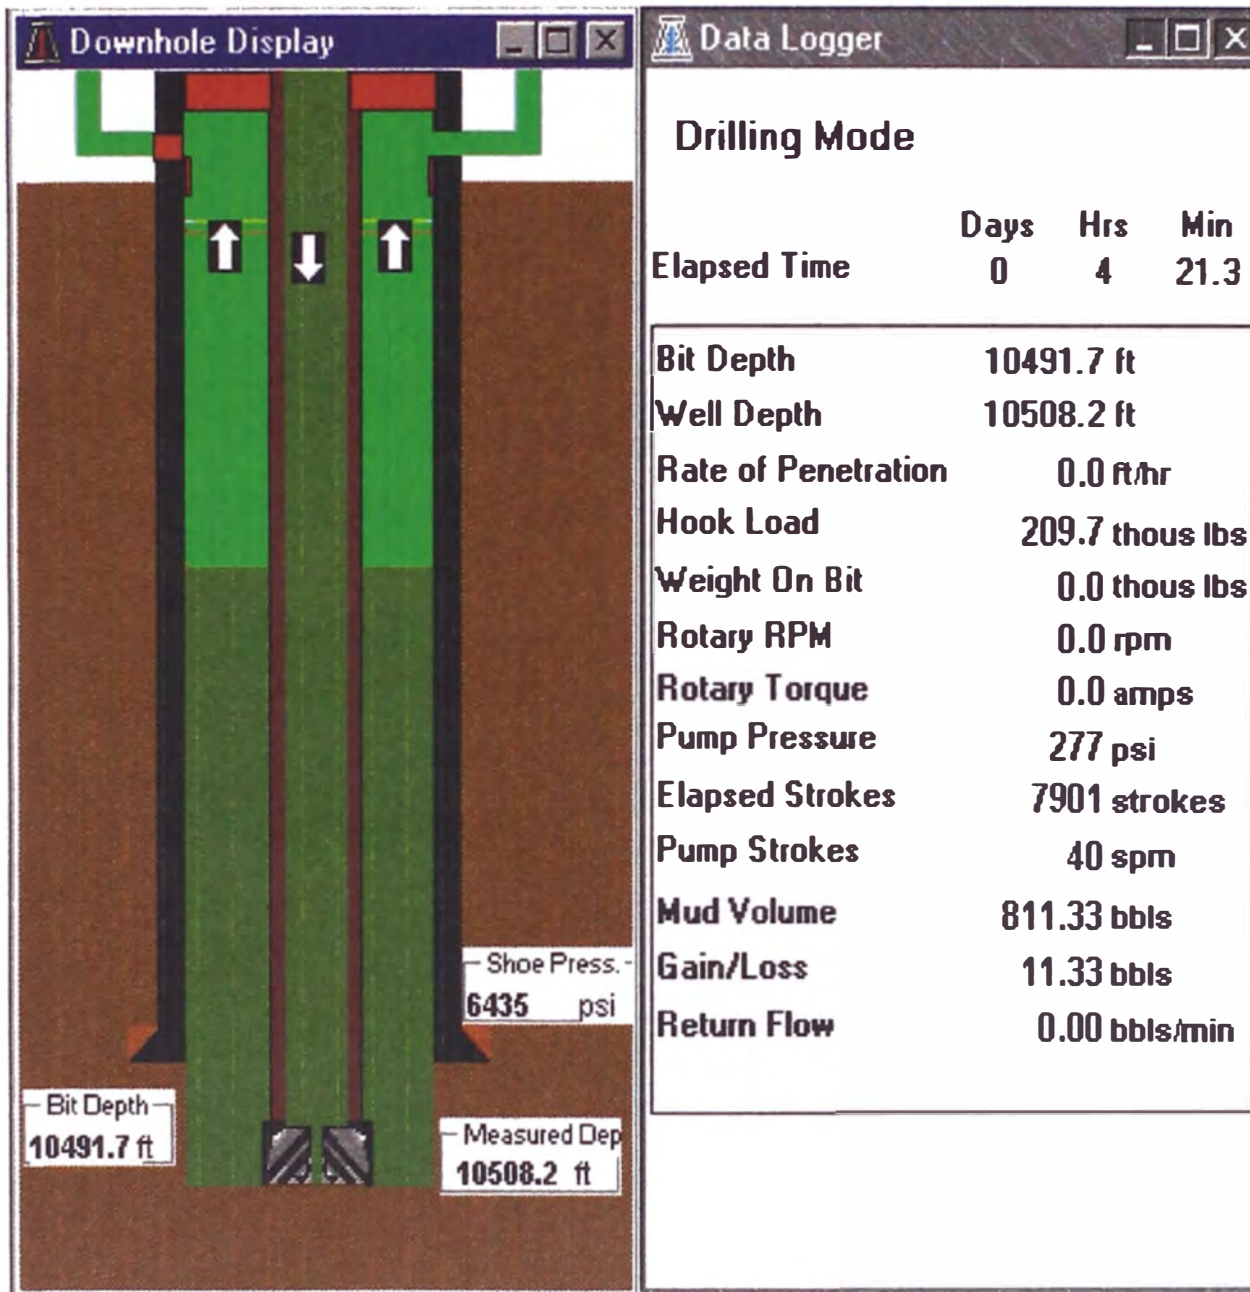 Downhole Display
Shoe Press.
6435 psi
Bit Depth
10491.7 ft
Measured Dep
10508.2 ft
Data Logger
Drilling Mode
Days Hrs Min
Elapsed Time 0 4 21.3
Bit Depth 10491.7 ft
Well Depth 10508.2 ft
Rate of Penetration 0.0 ft/hr
Hook Load 209.7 thous lbs
Weight On Bit 0.0 thous lbs
Rotary RPM 0.0 rpm
Rotary Torque 0.0 amps
Pump Pressure 277 psi
Elapsed Strokes 7901 strokes
Pump Strokes 40 spm
Mud Volume 811.33 bbls
Gain/Loss 11.33 bbls
Return Flow 0.00 bbls/min